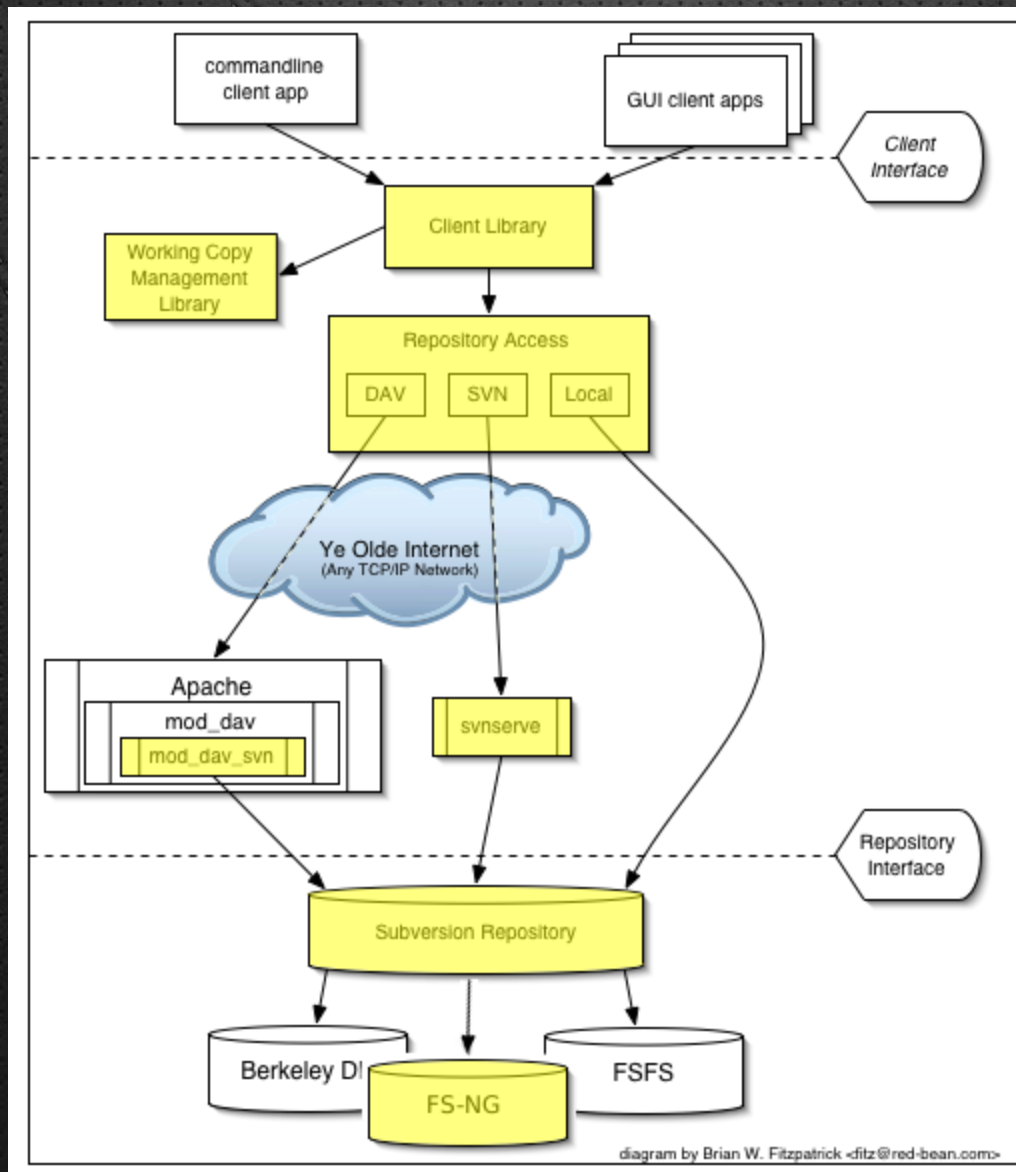 commandline
client app
GUI client apps
Client
Interface
Client Library
Working Copy
Management
Library
Repository Access
DAV
SVN
Local
Ye Olde Internet
(Any TCP/IP Network)
Apache
mod_dav
mod_dav_svn
svnserve
Repository
Interface
Subversion Repository
Berkeley
FSFS
FS-NG
diagram by Brian W. Fitzpatrick <fitz@red-bean.com>